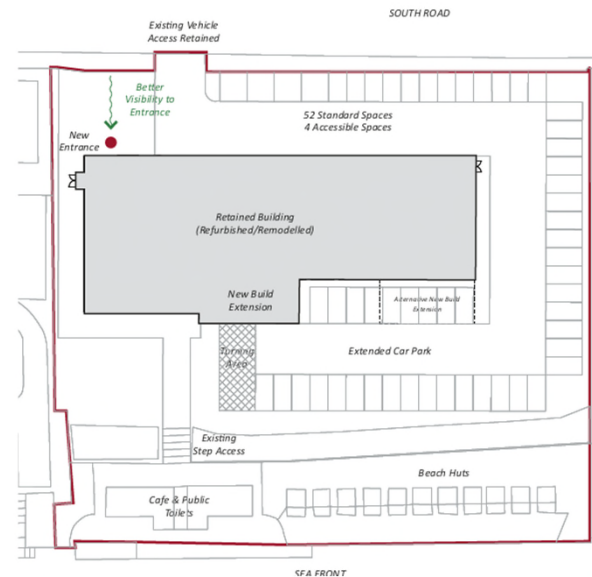 SOUTH ROAD
Existing Vehicle
Access Retained
Better
Visibility to
Entrance
52 Standard Spaces
4 Accessible Spaces
New
Entrance
Retained Building
(Refurbished/Remodelled)
New Build
Extension
Alternative New Build
Extension
Turning
Area
Extended Car Park
Existing
Step Access
Beach Huts
Cafe & Public
Toilets
SEA FRONT